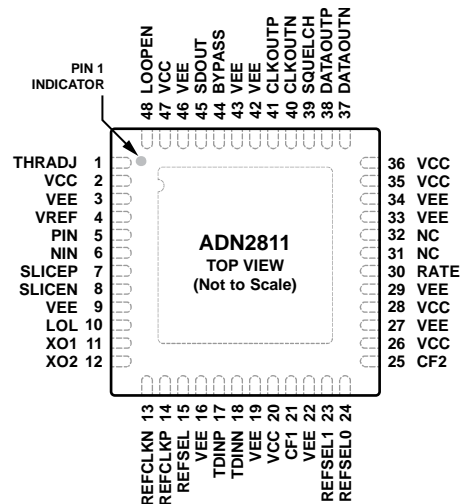 PIN 1
INDICATOR
48 LOOPEN
47 VCC
46 VEE
45 SDOUT
44 BYPASS
43 VEE
42 VEE
41 CLKOUTP
40 CLKOUTN
39 SQUELCH
38 DATAOUTP
37 DATAOUTN
THRADJ 1
VCC 2
VEE 3
VREF 4
PIN 5
NIN 6
SLICEP 7
SLICEN 8
VEE 9
LOL 10
XO1 11
XO2 12
ADN2811
TOP VIEW
(Not to Scale)
36 VCC
35 VCC
34 VEE
33 VEE
32 NC
31 NC
30 RATE
29 VEE
28 VCC
27 VEE
26 VCC
25 CF2
REFCLKN 13
REFCLKP 14
REFSEL 15
VEE 16
TDINP 17
TDINN 18
VEE 19
VCC 20
CF1 21
VEE 22
REFSEL1 23
REFSEL0 24